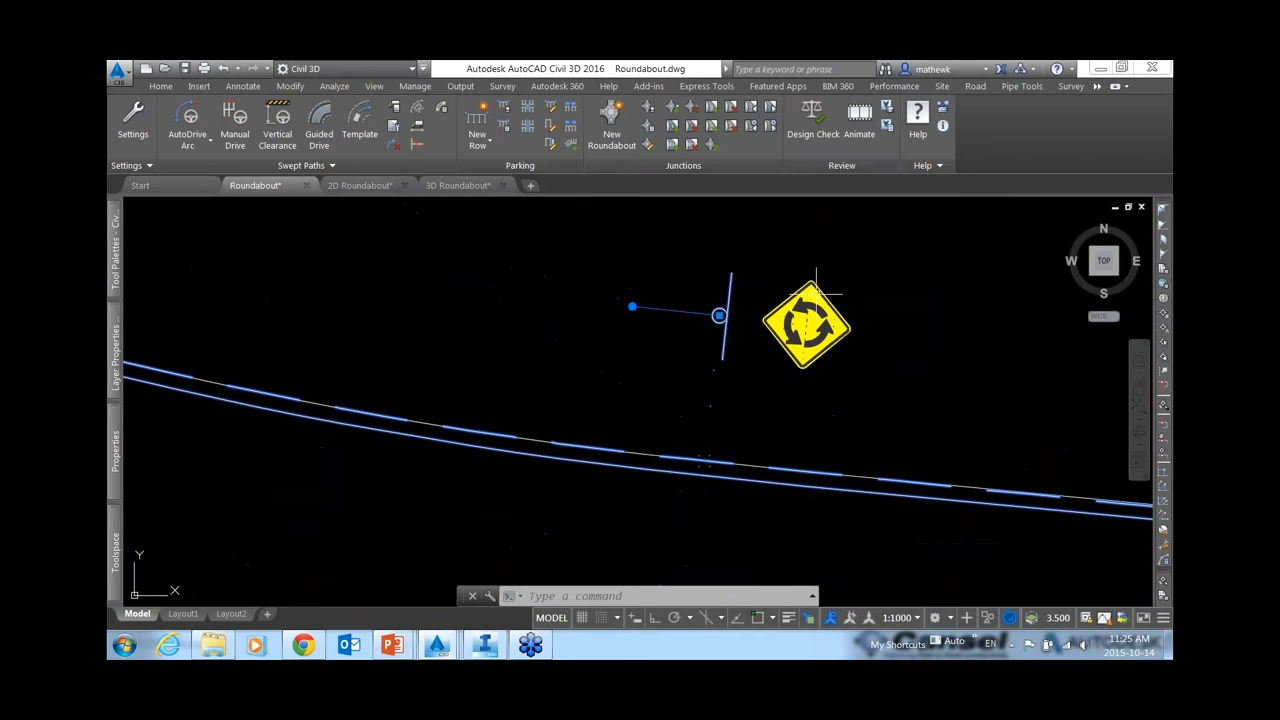 Civil 3D
Autodesk AutoCAD Civil 3D 2016 Roundabout.dwg
Type a keyword or phrase
mathewk
Home Insert Annotate Modify Analyze View Manage Output Survey Autodesk 360 Help Add-ins Express Tools Featured Apps BIM 360 Performance Site Road Pipe Tools Survey
Settings
AutoDrive Arc
Manual Drive
Vertical Clearance
Guided Drive
Template
New Row
New Roundabout
Design Check
Animate
Help
Settings
Swept Paths
Parking
Junctions
Review
Help
Start
Roundabout*
2D Roundabout*
3D Roundabout*
Tool Palettes - Civ...
Layer Properties ...
Properties
Toolspace
N
W
TOP
E
S
WCS
Y
X
Type a command
Model
Layout1
Layout2
MODEL
1:1000
3.500
My Shortcuts
Auto
EN
11:25 AM
2015-10-14